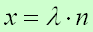 x = λ · n